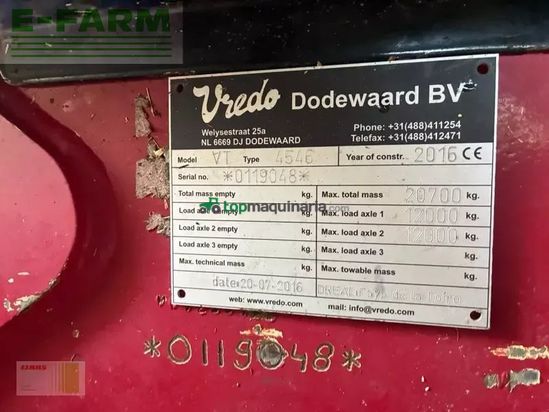 E-FARM
Vredo Dodewaard BV
Welysestraat 25a
NL 6669 DJ DODEWAARD
Phone: +31(488)411254
Telefax: +31(488)412471
Model VT Type 4546 Year of constr. 2016 CE
Serial no. *0119048*
Total mass empty kg. Max. total mass 20700 kg.
Load axle 1 empty kg. Max. load axle 1 12000 kg.
Load axle 2 empty kg. Max. load axle 2 12000 kg.
Load axle 3 empty kg. Max. load axle 3 kg.
Max. technical mass kg. Max. towable mass kg.
topmaquinaria.com
date:20-07-2016
web: www.vredo.com mail: info@vredo.com
*0119048*
CLAAS